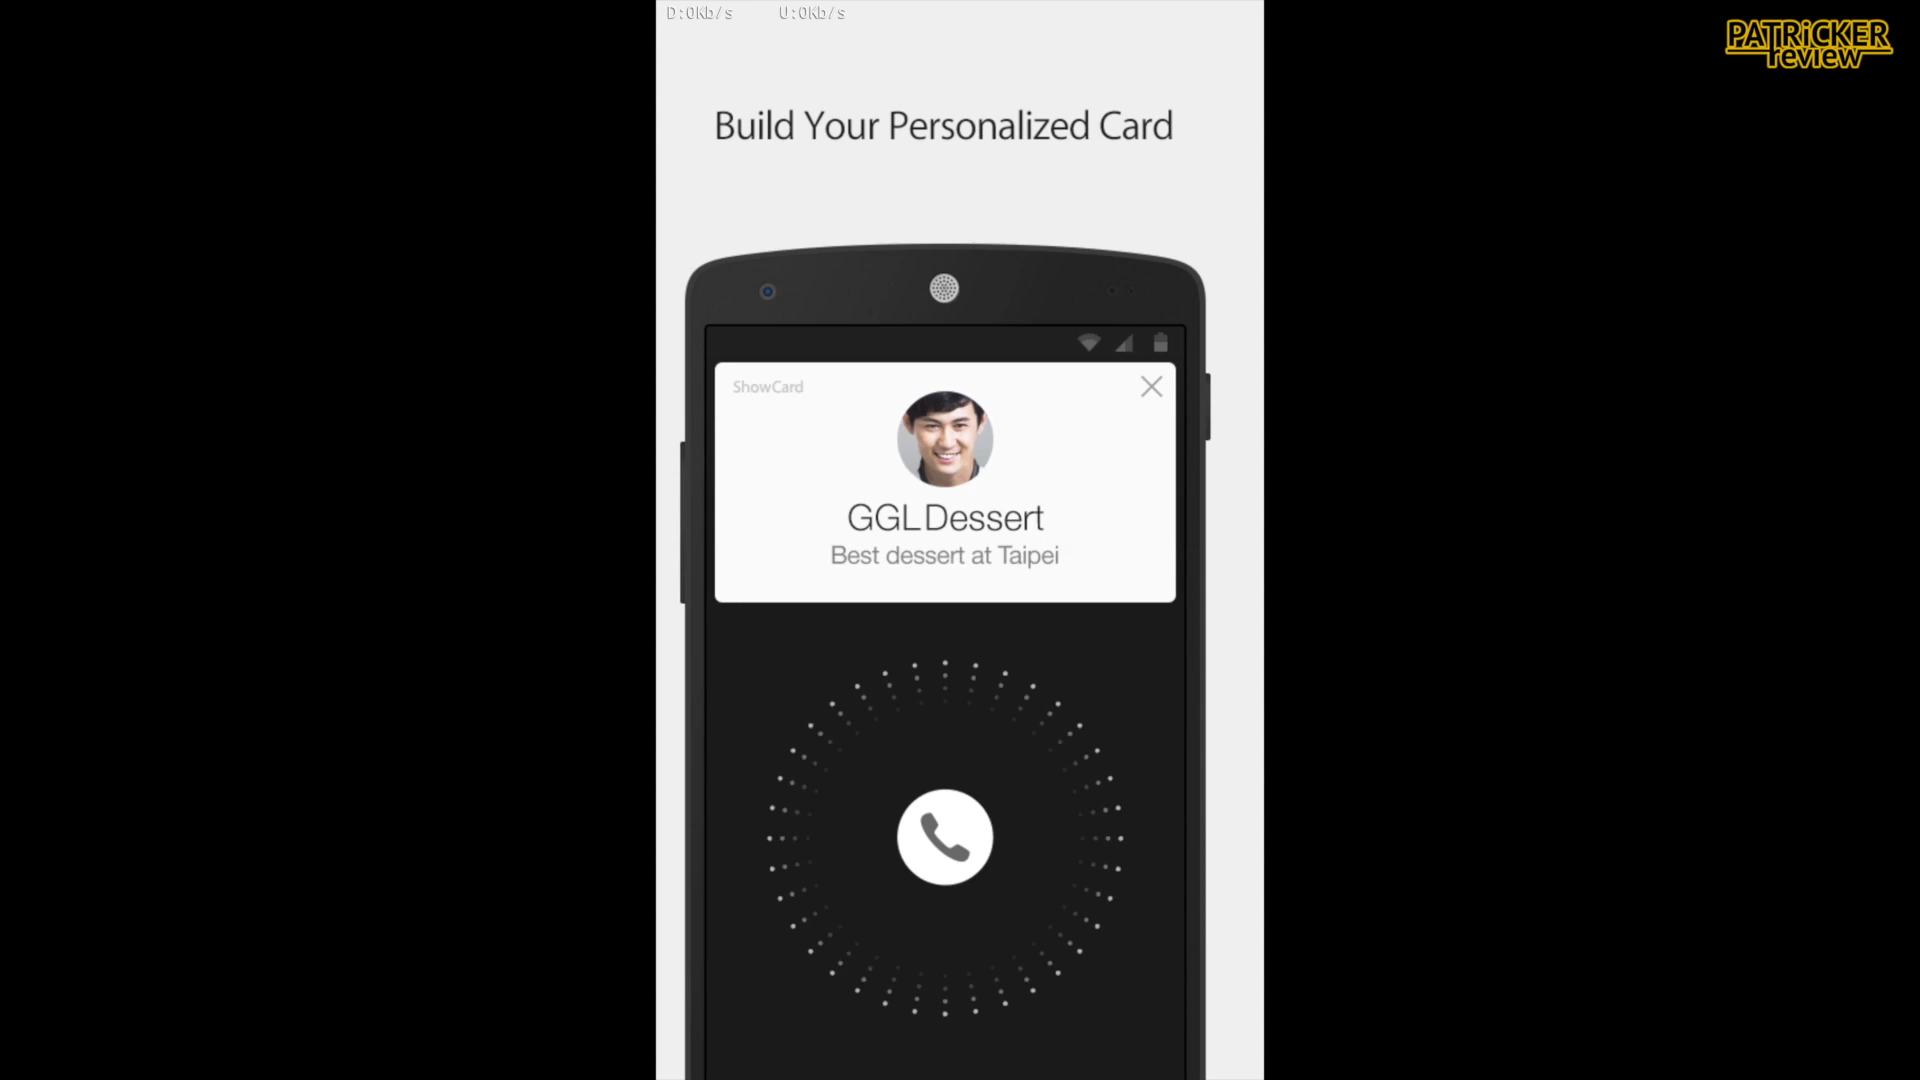 D:0Kb/s U:0Kb/s
PATRiCKER
review
Build Your Personalized Card
ShowCard
GGL Dessert
Best dessert at Taipei